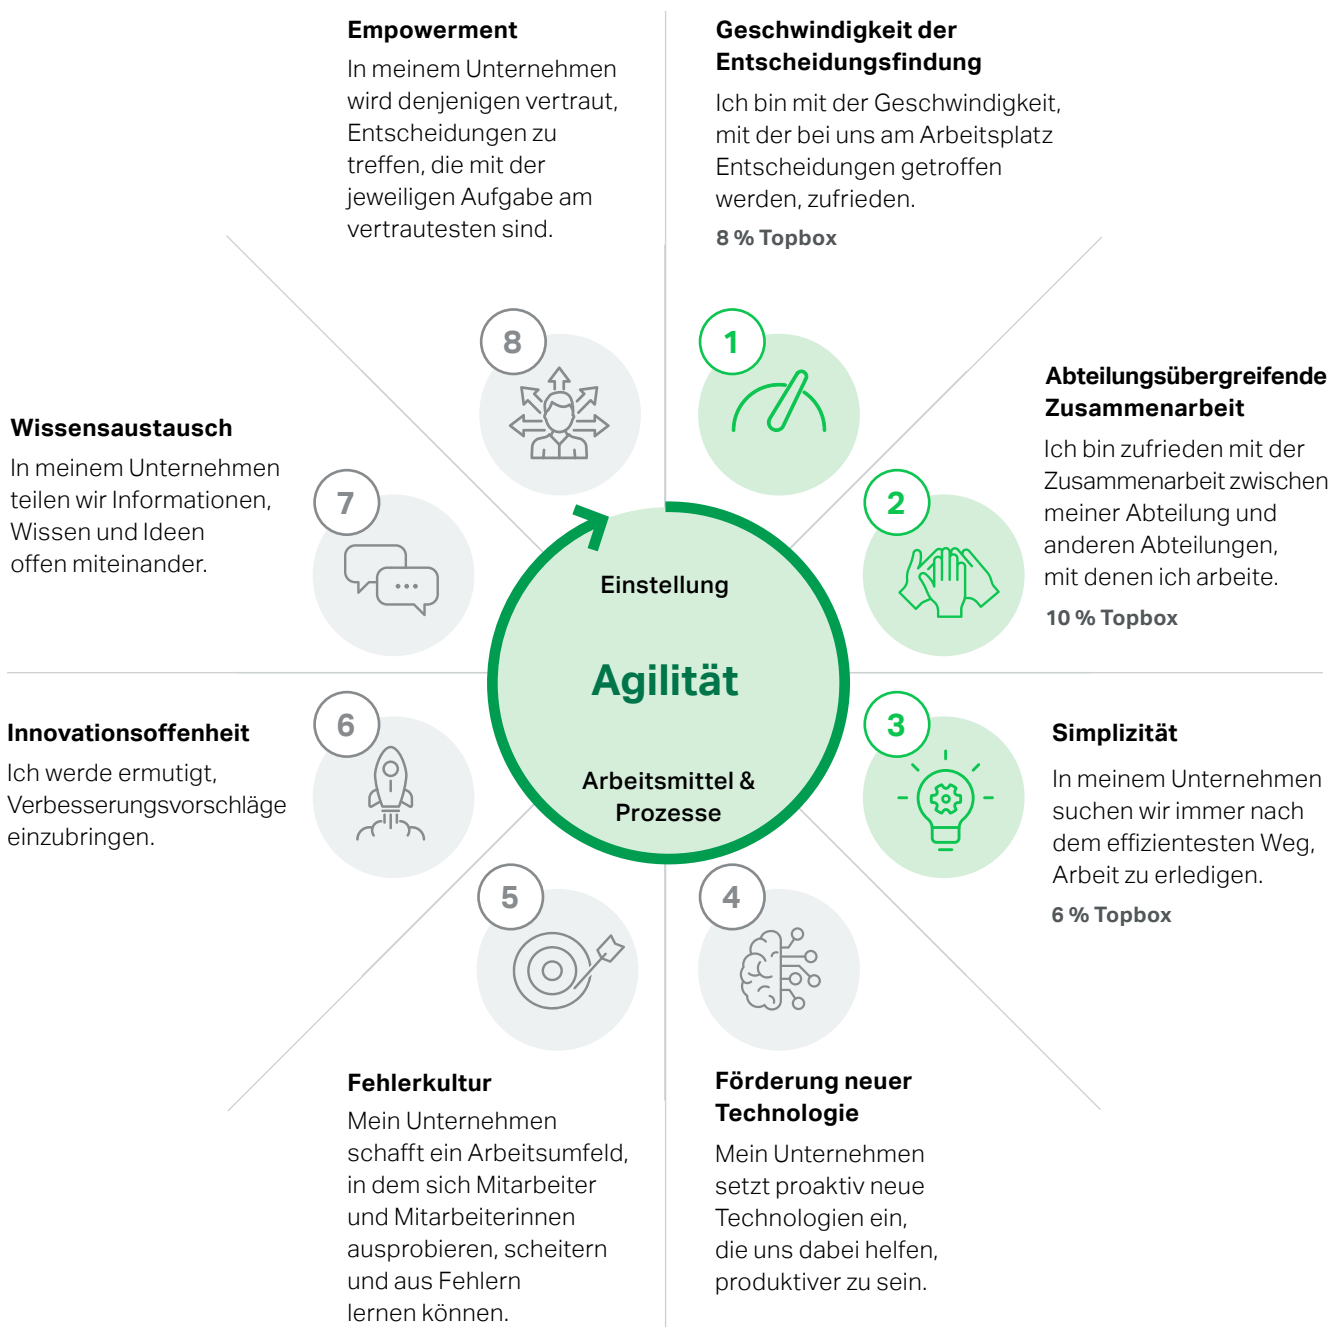 Empowerment
In meinem Unternehmen
wird denjenigen vertraut,
Entscheidungen zu
treffen, die mit der
jeweiligen Aufgabe am
vertrautesten sind.
8
Geschwindigkeit der
Entscheidungsfindung
Ich bin mit der Geschwindigkeit,
mit der bei uns am Arbeitsplatz
Entscheidungen getroffen
werden, zufrieden.
8 % Topbox
1
Abteilungsübergreifende
Zusammenarbeit
Ich bin zufrieden mit der
Zusammenarbeit zwischen
meiner Abteilung und
anderen Abteilungen,
mit denen ich arbeite.
10 % Topbox
2
Wissensaustausch
In meinem Unternehmen
teilen wir Informationen,
Wissen und Ideen
offen miteinander.
7
Einstellung
Agilität
Arbeitsmittel &
Prozesse
Innovationsoffenheit
Ich werde ermutigt,
Verbesserungsvorschläge
einzubringen.
6
3
Simplizität
In meinem Unternehmen
suchen wir immer nach
dem effizientesten Weg,
Arbeit zu erledigen.
6 % Topbox
5
Fehlerkultur
Mein Unternehmen
schafft ein Arbeitsumfeld,
in dem sich Mitarbeiter
und Mitarbeiterinnen
ausprobieren, scheitern
und aus Fehlern
lernen können.
4
Förderung neuer
Technologie
Mein Unternehmen
setzt proaktiv neue
Technologien ein,
die uns dabei helfen,
produktiver zu sein.